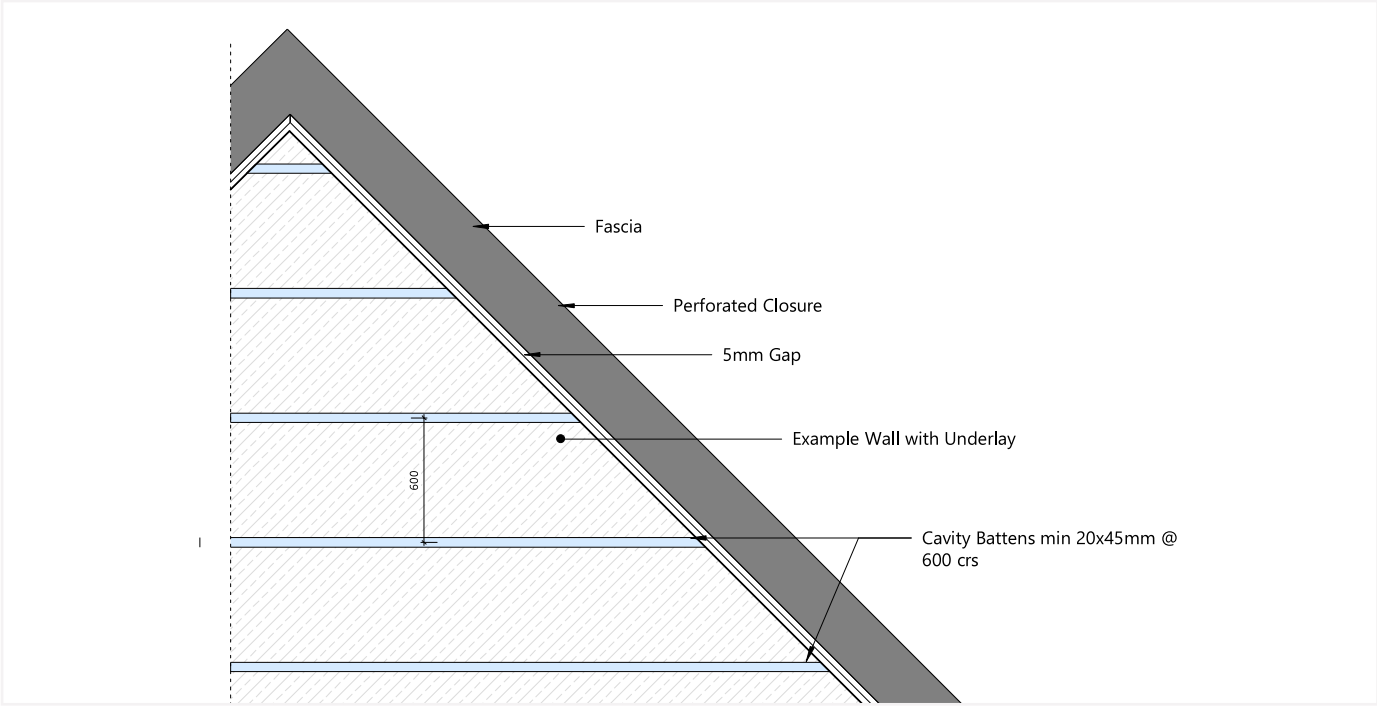 Fascia
Perforated Closure
5mm Gap
Example Wall with Underlay
600
Cavity Battens min 20x45mm @
600 crs